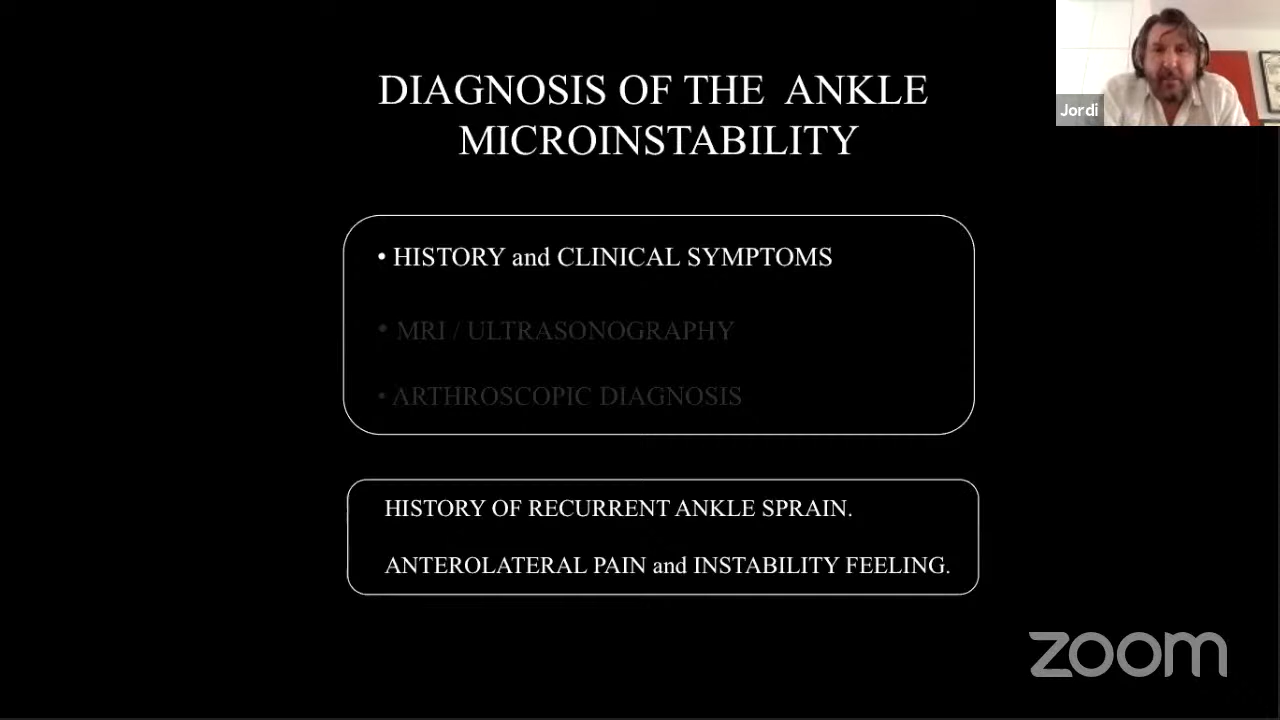 DIAGNOSIS OF THE ANKLE
MICROINSTABILITY
Jordi
• HISTORY and CLINICAL SYMPTOMS
• MRI / ULTRASONOGRAPHY
• ARTHROSCOPIC DIAGNOSIS
HISTORY OF RECURRENT ANKLE SPRAIN.
ANTEROLATERAL PAIN and INSTABILITY FEELING.
zoom